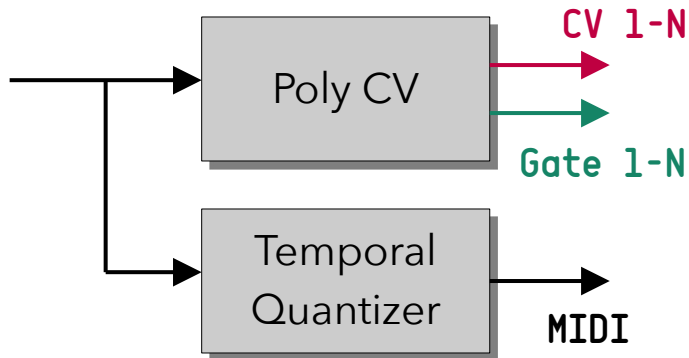 CV 1-N
Poly CV
Gate 1-N
Temporal
Quantizer
MIDI